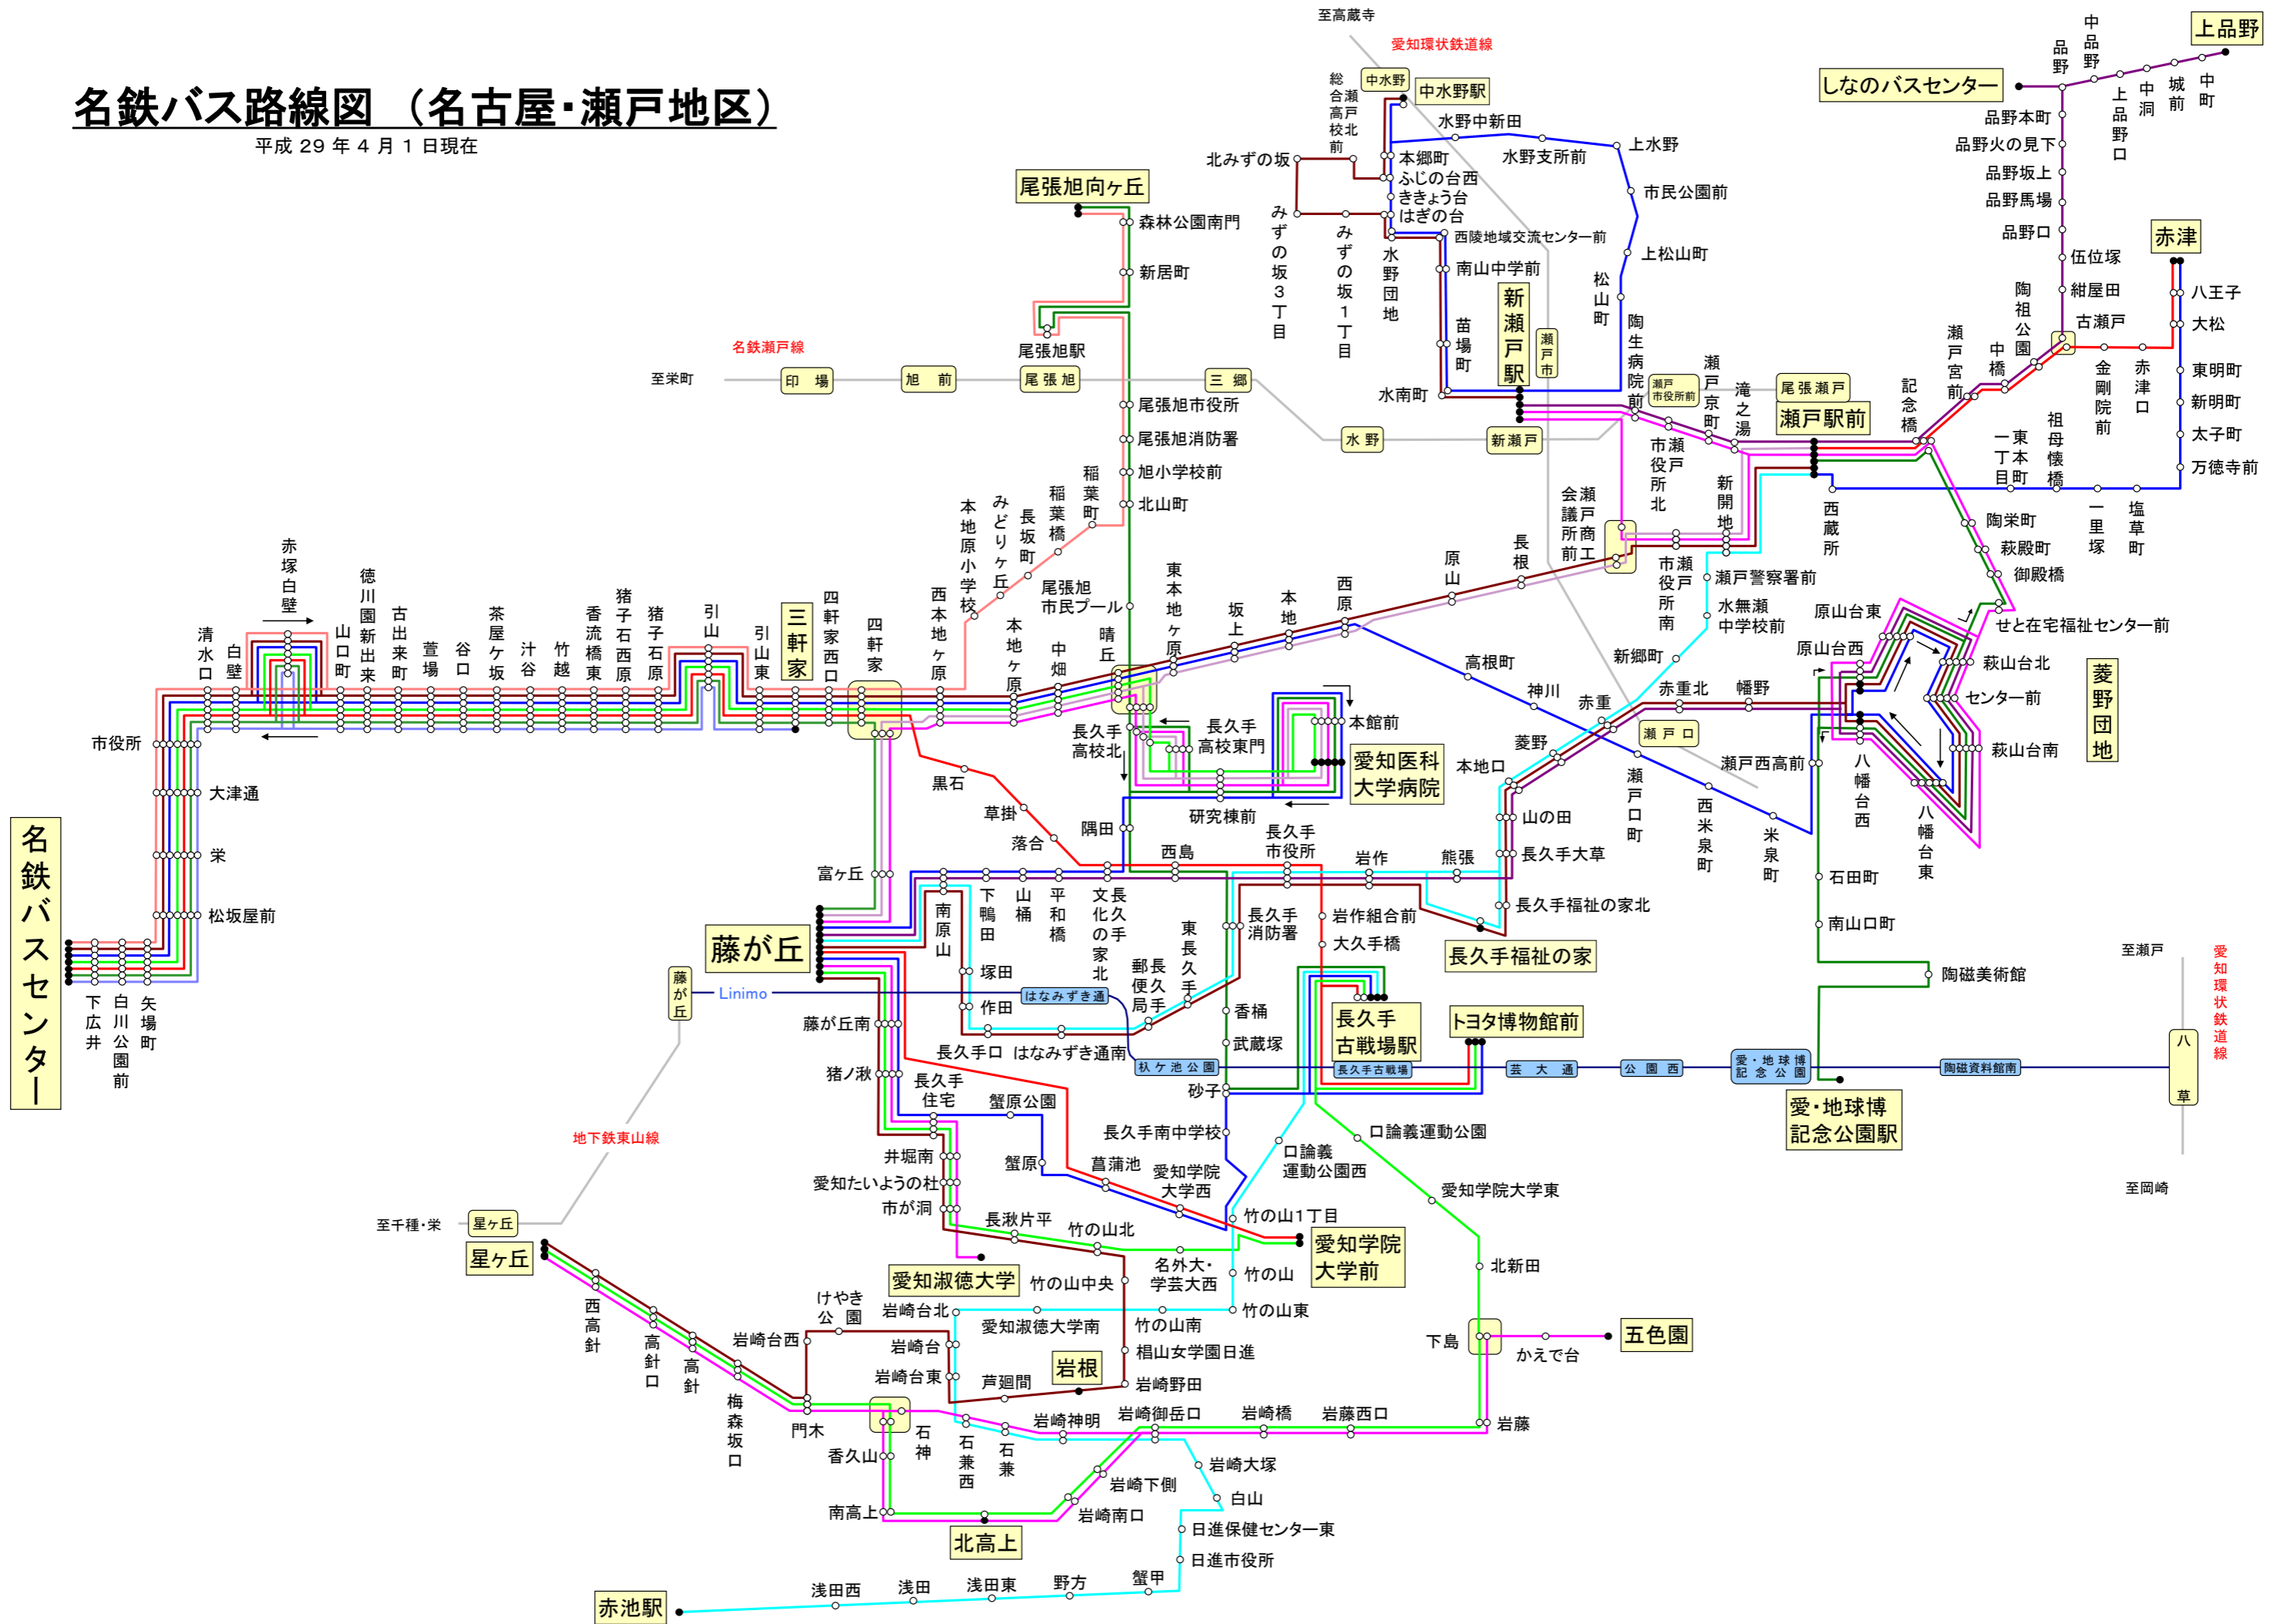 名鉄バス路線図 （名古屋・瀬戸地区）
平成 29 年 4 月 1 日現在
至高蔵寺
愛知環状鉄道線
中水野
中水野駅
瀬戸北
総合高校前
水野中新田
水野支所前
上水野
本郷町
北みずの坂
ふじの台西
ききょう台
はぎの台
市民公園前
みずの坂３丁目
みずの坂１丁目
水野団地
西陵地域交流センター前
上松山町
南山中学前
松山町
苗場町
新瀬戸駅
瀬戸市
陶生病院前
水南町
上品野
中町
城前
中洞
上品野口
中品野
品野
しなのバスセンター
品野本町
品野火の見下
品野坂上
品野馬場
品野口
伍位塚
紺屋田
古瀬戸
陶祖公園
中橋
瀬戸宮前
記念橋
赤津
八王子
大松
東明町
新明町
太子町
万徳寺前
金剛院前
赤津口
東本町
一丁目
祖母懐橋
一里塚
塩草町
西蔵所
尾張旭向ヶ丘
森林公園南門
新居町
尾張旭駅
名鉄瀬戸線
至栄町
印場
旭前
尾張旭
三郷
水野
新瀬戸
瀬戸
市役所前
尾張瀬戸
瀬戸駅前
瀬戸京町
滝之湯
瀬戸
市役所北
新開地
瀬戸商工
会議所前
瀬戸
市役所南
尾張旭市役所
尾張旭消防署
旭小学校前
北山町
稲葉町
稲葉橋
長坂町
みどりヶ丘
本地原小学校
尾張旭
市民プール
赤塚白壁
清水口
白壁
山口町
徳川園新出来
古出来町
萱場
谷口
茶屋ケ坂
汁谷
竹越
香流橋東
猪子石西原
猪子石原
引山
引山東
三軒家
四軒家西口
四軒家
西本地ヶ原
本地ヶ原
中畑
晴丘
東本地ヶ原
坂上
本地
西原
原山
長根
瀬戸警察署前
水無瀬
中学校前
新郷町
陶栄町
萩殿町
御殿橋
せと在宅福祉センター前
原山台東
原山台西
萩山台北
センター前
萩山台南
菱野団地
八幡台西
八幡台東
市役所
大津通
栄
松坂屋前
名鉄バスセンター
下広井
白川公園前
矢場町
長久手
高校北
長久手
高校東門
本館前
愛知医科
大学病院
研究棟前
高根町
神川
赤重
赤重北
幡野
瀬戸口
菱野
本地口
瀬戸口町
西米泉町
米泉町
瀬戸西高前
山の田
長久手大草
黒石
草掛
落合
隅田
富ヶ丘
西島
長久手
市役所
岩作
熊張
藤が丘
南原山
下鴨田
山桶
平和橋
長久手
文化の家北
長久手
消防署
岩作組合前
大久手橋
長久手福祉の家北
長久手福祉の家
石田町
南山口町
陶磁美術館
至瀬戸
愛知環状鉄道線
藤が丘
Linimo
はなみずき通
塚田
作田
長久手
郵便局
東長久手
香桶
武蔵塚
長久手口
はなみずき通南
藤が丘南
猪ノ湫
長久手
古戦場駅
トヨタ博物館前
杁ケ池公園
長久手古戦場
芸大通
公園西
愛・地球博
記念公園
陶磁資料館南
八草
砂子
愛・地球博
記念公園駅
地下鉄東山線
長久手
住宅
蟹原公園
長久手南中学校
口論義
運動公園西
口論義運動公園
井堀南
愛知たいようの杜
市が洞
蟹原
菖蒲池
愛知学院
大学西
愛知学院大学東
至岡崎
至千種・栄
星ヶ丘
星ヶ丘
長湫片平
竹の山北
竹の山1丁目
愛知学院
大学前
愛知淑徳大学
竹の山中央
名外大・
学芸大西
竹の山
北新田
西高針
高針口
高針
梅森坂口
けやき
公園
岩崎台北
竹の山東
岩崎台西
愛知淑徳大学南
竹の山南
岩崎台
岩根
椙山女学園日進
下島
かえで台
五色園
岩崎台東
芦廻間
岩崎野田
門木
石神
岩崎神明
岩崎御岳口
岩崎橋
岩藤西口
岩藤
香久山
石兼西
石兼
岩崎大塚
岩崎下側
白山
南高上
岩崎南口
北高上
日進保健センター東
日進市役所
赤池駅
浅田西
浅田
浅田東
野方
蟹甲